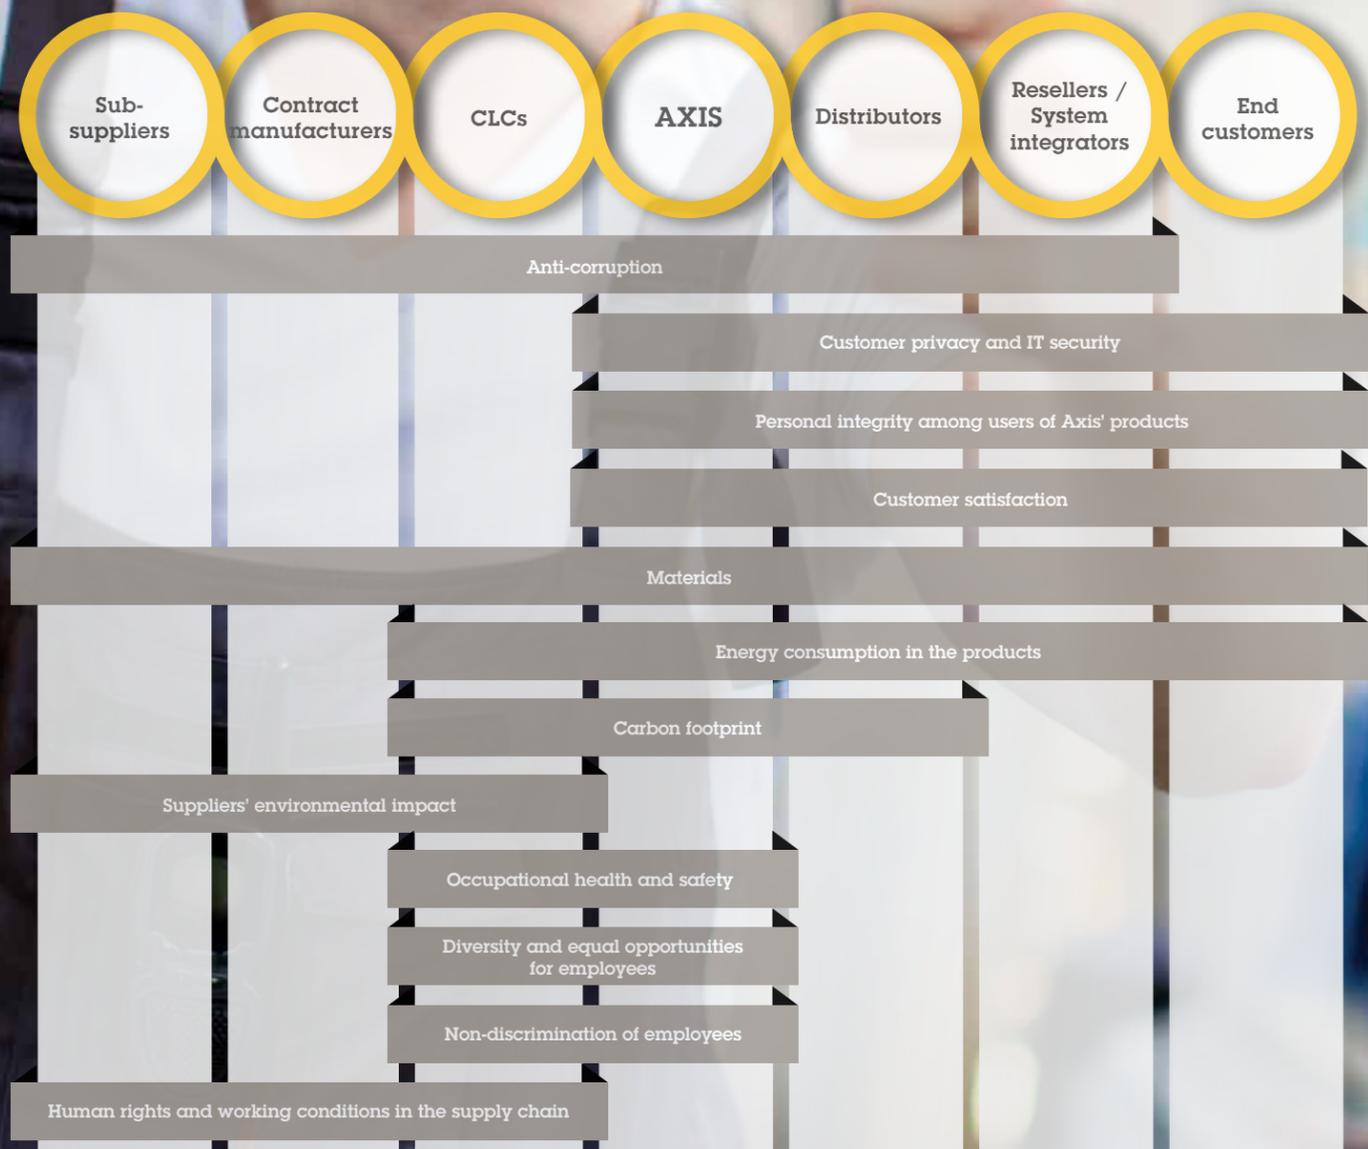 Sub-
suppliers
Contract
manufacturers
CLCs
AXIS
Distributors
Resellers /
System
integrators
End
customers
Anti-corruption
Customer privacy and IT security
Personal integrity among users of Axis' products
Customer satisfaction
Materials
Energy consumption in the products
Carbon footprint
Suppliers' environmental impact
Occupational health and safety
Diversity and equal opportunities
for employees
Non-discrimination of employees
Human rights and working conditions in the supply chain